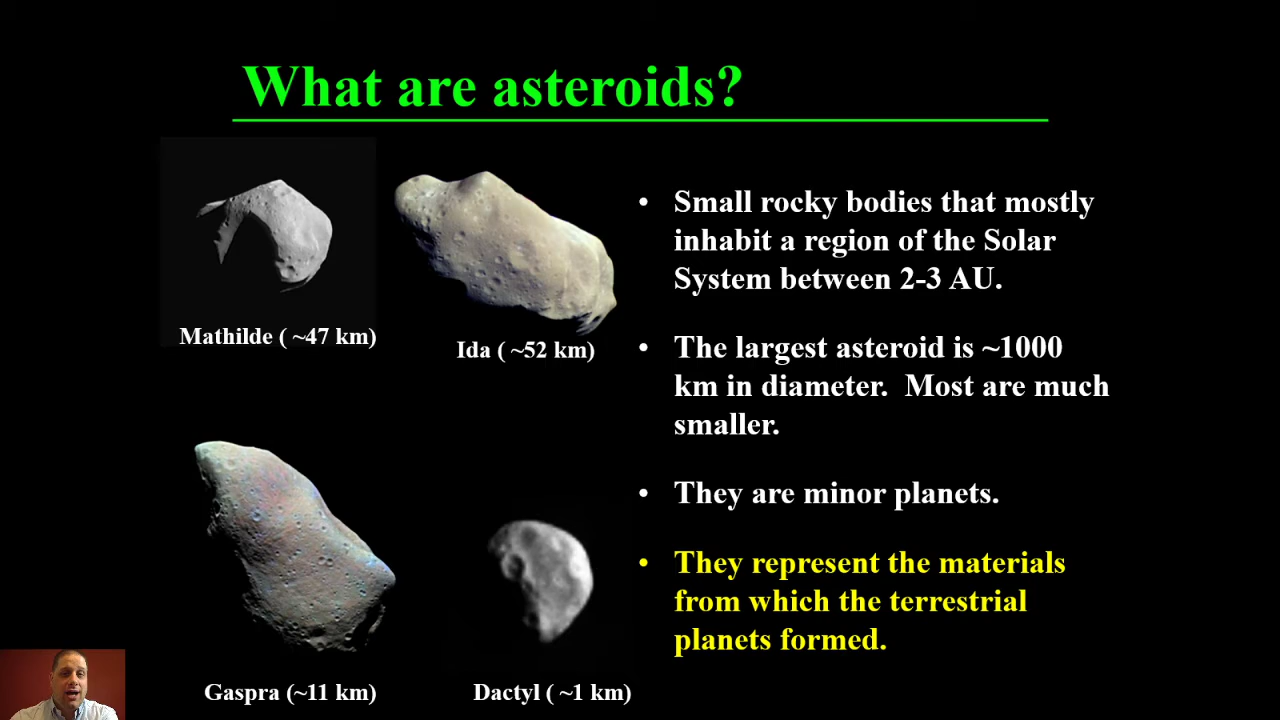 What are asteroids?
Mathilde ( ~47 km)
Ida ( ~52 km)
Gaspra (~11 km)
Dactyl ( ~1 km)
• Small rocky bodies that mostly
inhabit a region of the Solar
System between 2-3 AU.
• The largest asteroid is ~1000
km in diameter.  Most are much
smaller.
• They are minor planets.
• They represent the materials
from which the terrestrial
planets formed.